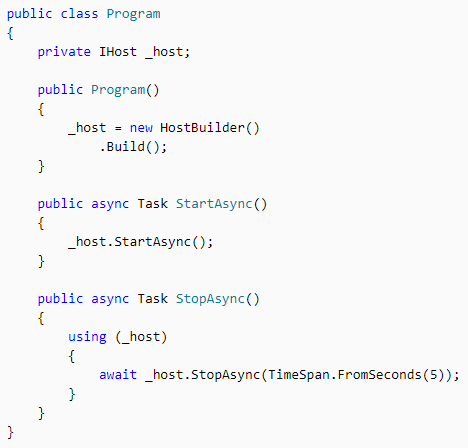 public class Program
{
    private IHost _host;

    public Program()
    {
        _host = new HostBuilder()
            .Build();
    }

    public async Task StartAsync()
    {
        _host.StartAsync();
    }

    public async Task StopAsync()
    {
        using (_host)
        {
            await _host.StopAsync(TimeSpan.FromSeconds(5));
        }
    }
}